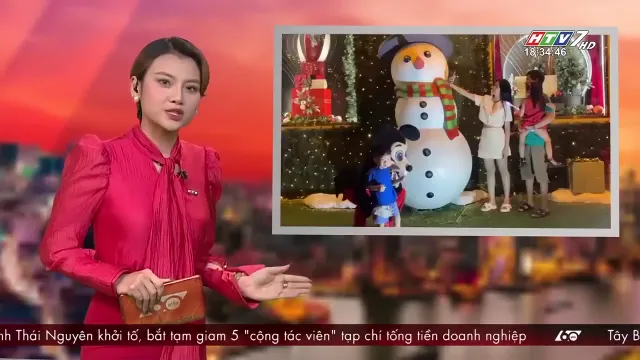 HTV7 HD
18:34:46
nh Thái Nguyên khởi tố, bắt tạm giam 5 "cộng tác viên" tạp chí tống tiền doanh nghiệp 60 Tây B